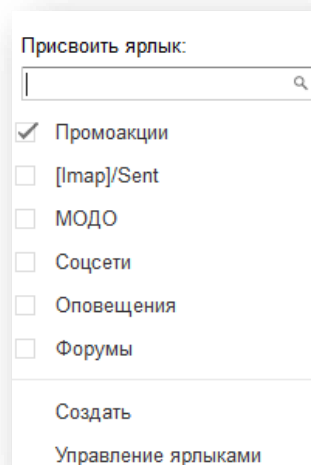 Присвоить ярлык:
Промоакции
[Imap]/Sent
МОДО
Соцсети
Оповещения
Форумы
Создать
Управление ярлыками